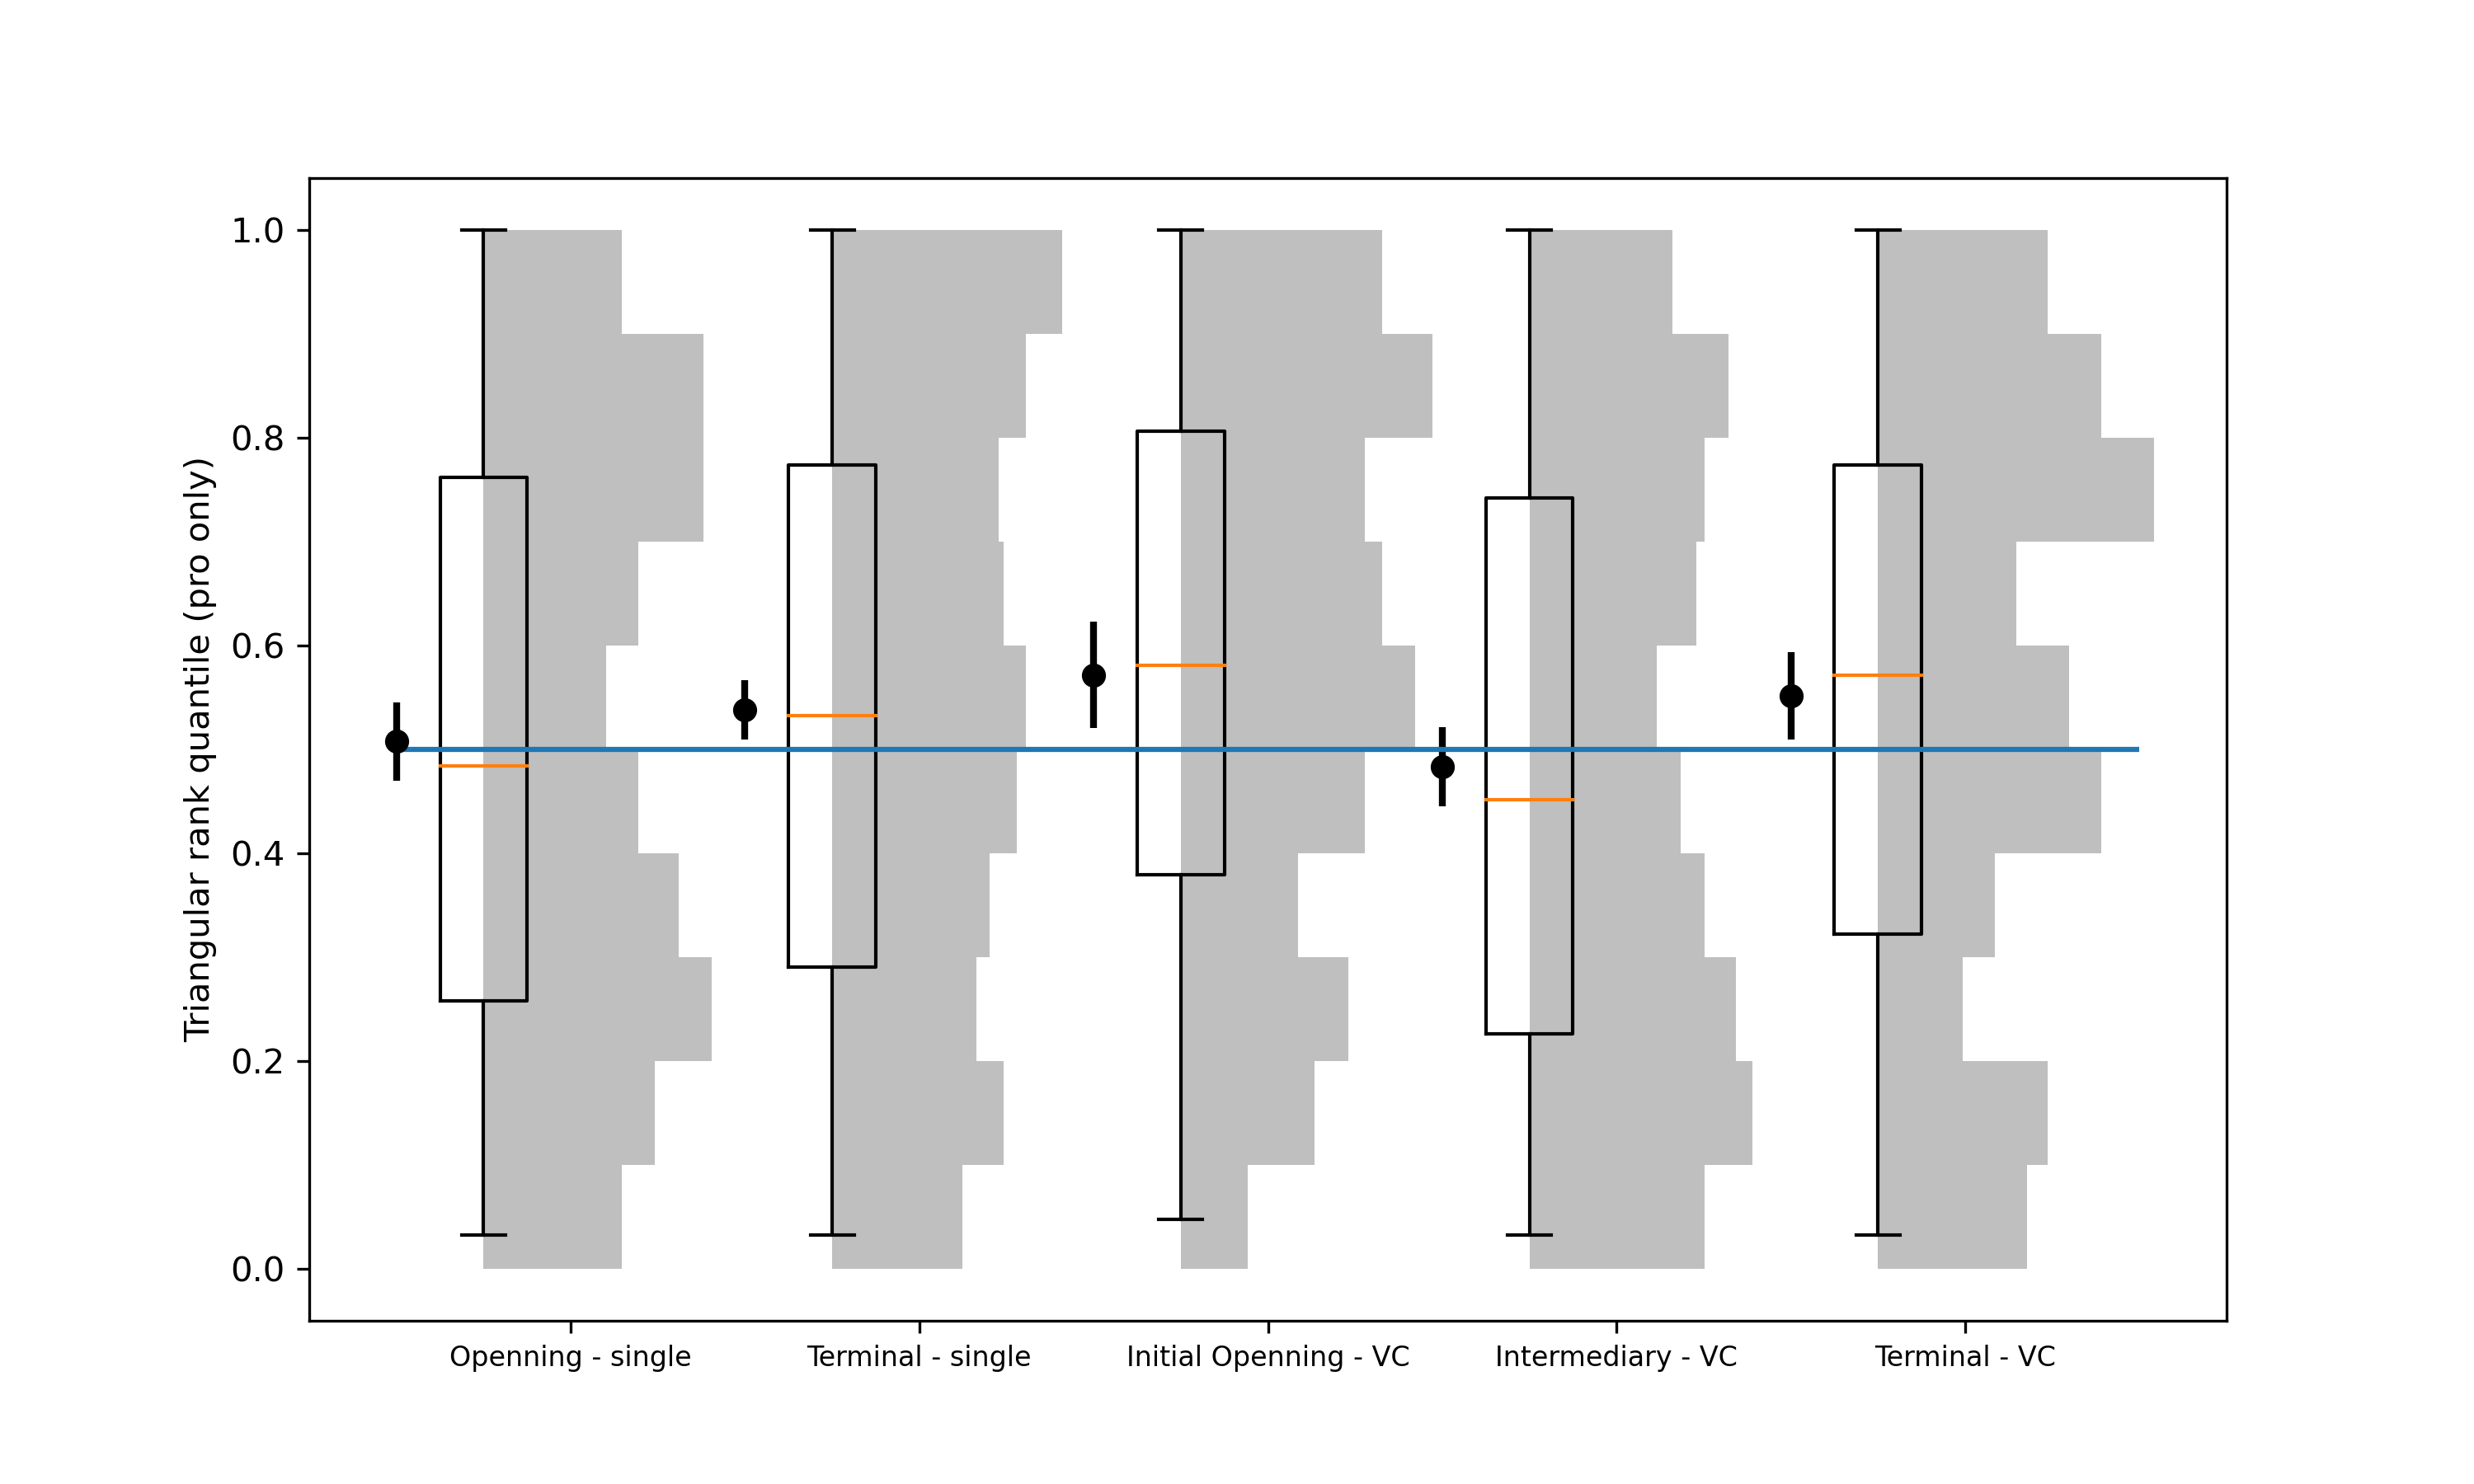 Triangular rank quantile (pro only)
1.0
0.8
0.6
0.4
0.2
0.0
Openning - single
Terminal - single
Initial Openning - VC
Intermediary - VC
Terminal - VC